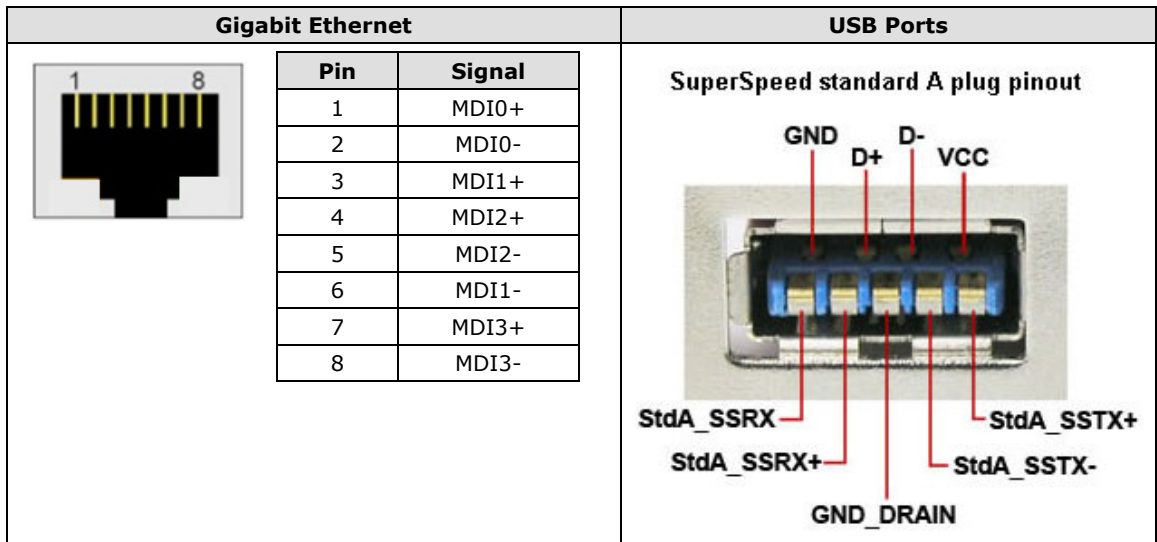 Gigabit Ethernet
USB Ports
1 8
Pin Signal
1 MDI0+
2 MDI0-
3 MDI1+
4 MDI2+
5 MDI2-
6 MDI1-
7 MDI3+
8 MDI3-
SuperSpeed standard A plug pinout
GND D+ D- VCC
StdA_SSRX StdA_SSTX+
StdA_SSRX+ StdA_SSTX-
GND_DRAIN